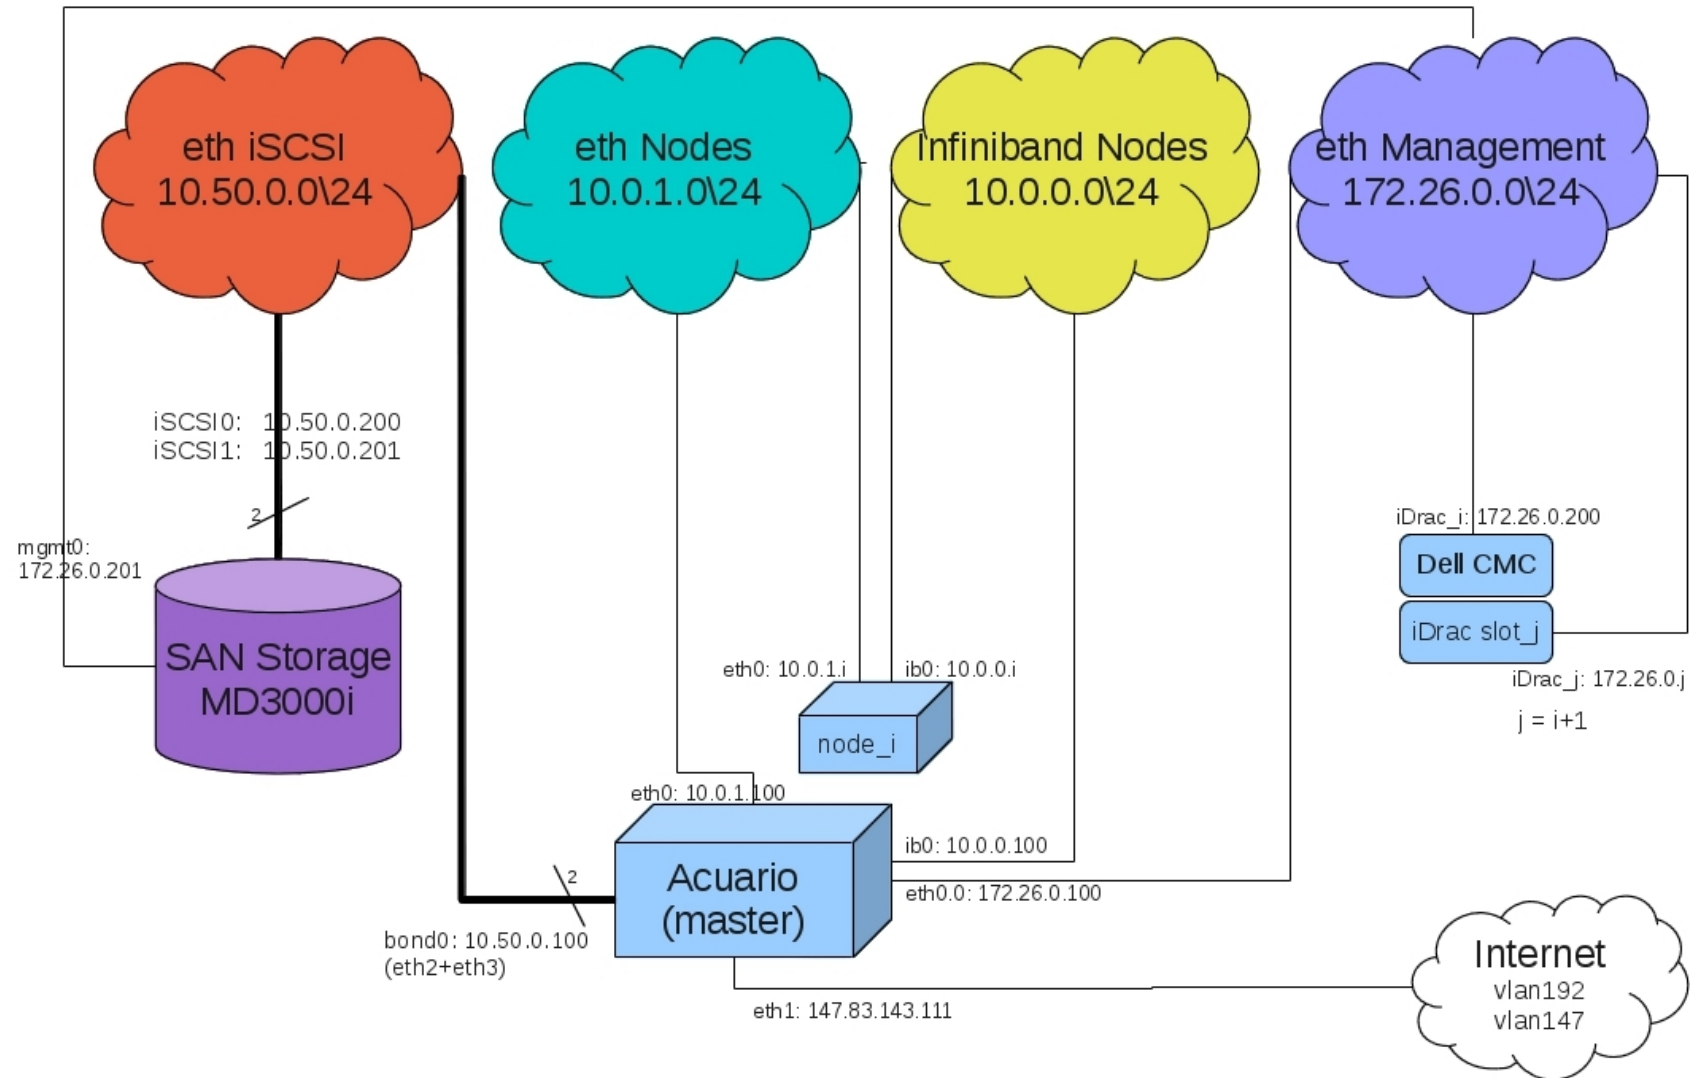 eth iSCSI
10.50.0.0\24
eth Nodes
10.0.1.0\24
Infiniband Nodes
10.0.0.0\24
eth Management
172.26.0.0\24
iSCSI0: 10.50.0.200
iSCSI1: 10.50.0.201
2
mgmt0:
172.26.0.201
SAN Storage
MD3000i
iDrac_i: 172.26.0.200
Dell CMC
iDrac slot_j
iDrac_j: 172.26.0.j
j = i+1
eth0: 10.0.1.i
ib0: 10.0.0.i
node_i
eth0: 10.0.1.100
ib0: 10.0.0.100
eth0.0: 172.26.0.100
Acuario
(master)
2
bond0: 10.50.0.100
(eth2+eth3)
eth1: 147.83.143.111
Internet
vlan192
vlan147